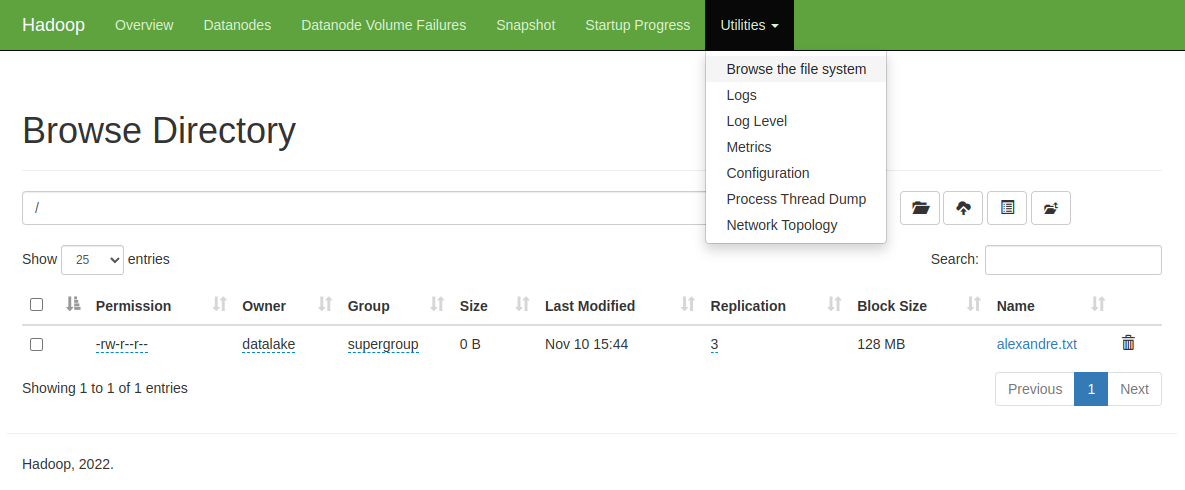 Hadoop Overview Datanodes Datanode Volume Failures Snapshot Startup Progress Utilities
Browse the file system
Logs
Log Level
Metrics
Configuration
Process Thread Dump
Network Topology
Browse Directory
/
Show 25 entries
Search:
Permission Owner Group Size Last Modified Replication Block Size Name
-rw-r--r-- datalake supergroup 0 B Nov 10 15:44 3 128 MB alexandre.txt
Showing 1 to 1 of 1 entries
Previous 1 Next
Hadoop, 2022.